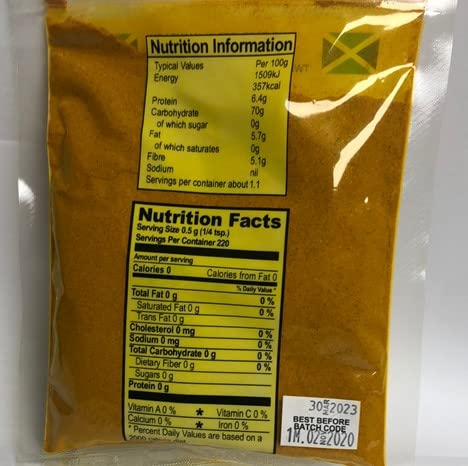 Nutrition Information
Typical Values Per 100g
Energy 1509kJ
357kcal
Protein 6.4g
Carbohydrate 70g
of which sugar 0g
Fat 5.7g
of which saturates 0g
Fibre 5.1g
Sodium nil
Servings per container about 1.1
WT
Nutrition Facts
Serving Size 0.5 g (1/4 tsp.)
Servings Per Container 220
Amount per serving
Calories 0 Calories from Fat 0
% Daily Value *
Total Fat 0 g 0 %
Saturated Fat 0 g 0 %
Trans Fat 0 g
Cholesterol 0 mg 0 %
Sodium 0 mg 0 %
Total Carbohydrate 0 g 0 %
Dietary Fiber 0 g 0 %
Sugars 0 g
Protein 0 g
Vitamin A 0 % * Vitamin C 0 %
Calcium 0 % * Iron 0 %
* Percent Daily Values are based on a
30 MAR 2023
BEST BEFORE
BATCH CODE